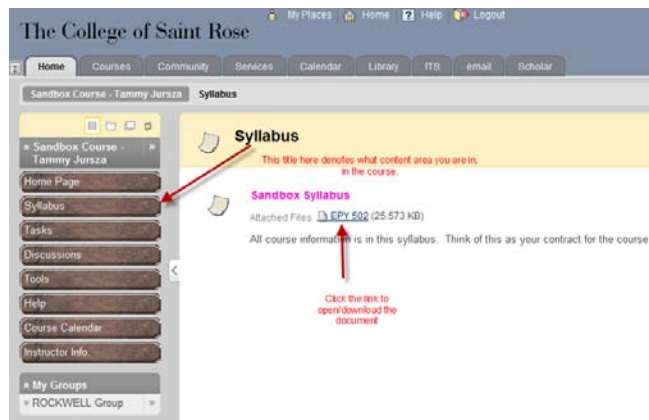 My Places Home Help Logout
The College of Saint Rose
Home Courses Community Services Calendar Library ITS email Scholar
Sandbox Course - Tammy Jursza Syllabus
Sandbox Course -
Tammy Jursza
Home Page
Syllabus
Tasks
Discussions
Tools
Help
Course Calendar
Instructor Info.
My Groups
ROCKWELL Group
Syllabus
This title here denotes what content area you are in,
in the course.
Sandbox Syllabus
Attached Files EPY 502 (25.573 KB)
All course information is in this syllabus. Think of this as your contract for the course
Click the link to
open/download the
document